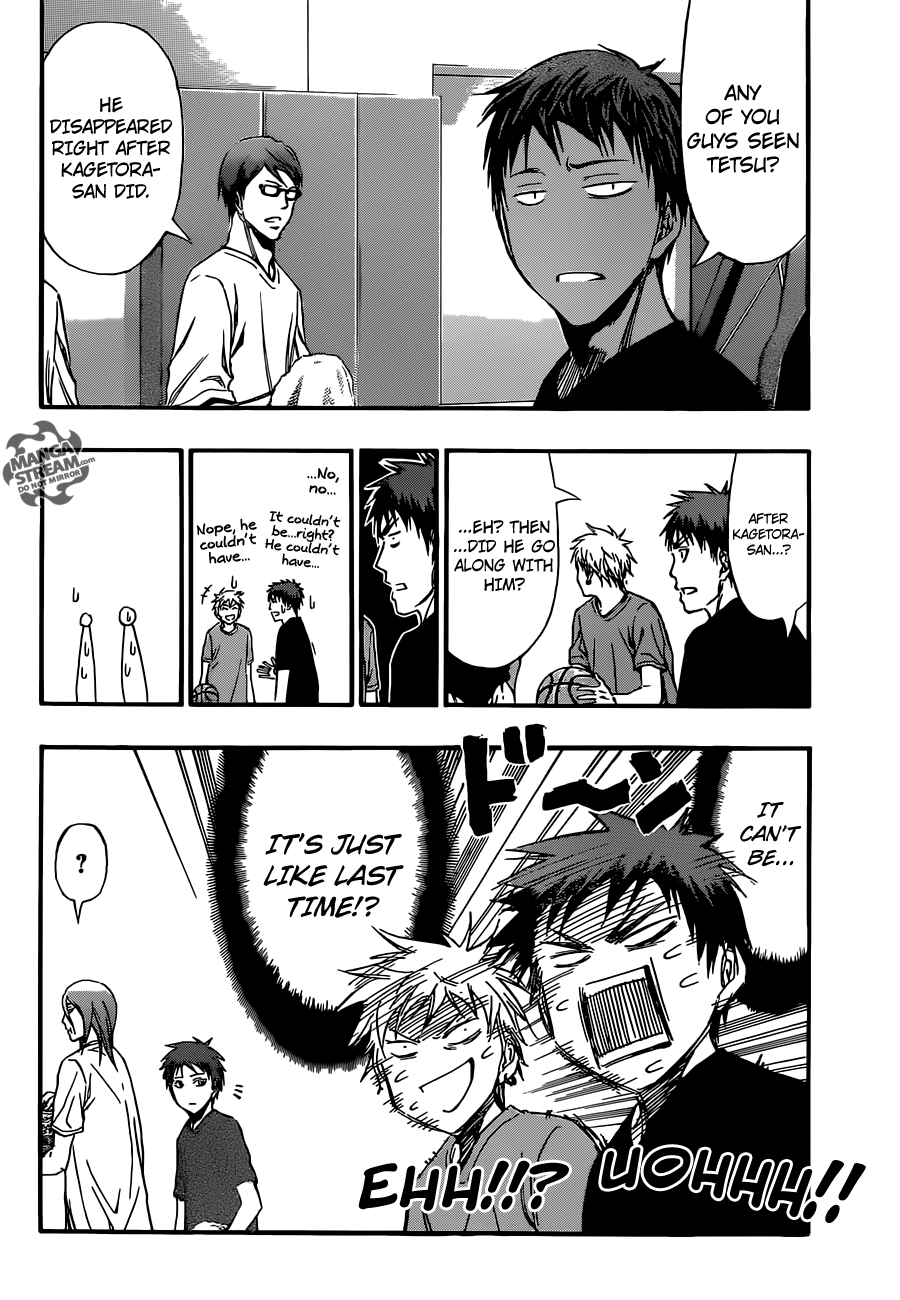 ANY
OF YOU
GUYS SEEN
TETSU?
HE
DISAPPEARED
RIGHT AFTER
KAGETORA-
SAN DID.
AFTER
KAGETORA-
SAN...?
...EH? THEN
...DID HE GO
ALONG WITH
HIM?
...No,
no...
It couldn't
be...right?
He couldn't
have...
Nope, he
couldn't
have...
MANGA
STREAM.com
DO NOT MIRROR
IT
CAN'T
BE...
ドーン
IT'S JUST
LIKE LAST
TIME!?
?
UOHHH!!
EHH!!?